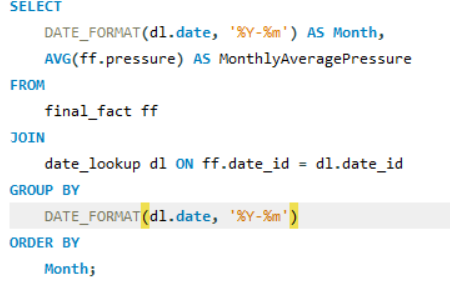 SELECT
DATE_FORMAT(dl.date, '%Y-%m') AS Month,
AVG(ff.pressure) AS MonthlyAveragePressure
FROM
final_fact ff
JOIN
date_lookup dl ON ff.date_id = dl.date_id
GROUP BY
DATE_FORMAT(dl.date, '%Y-%m')
ORDER BY
Month;